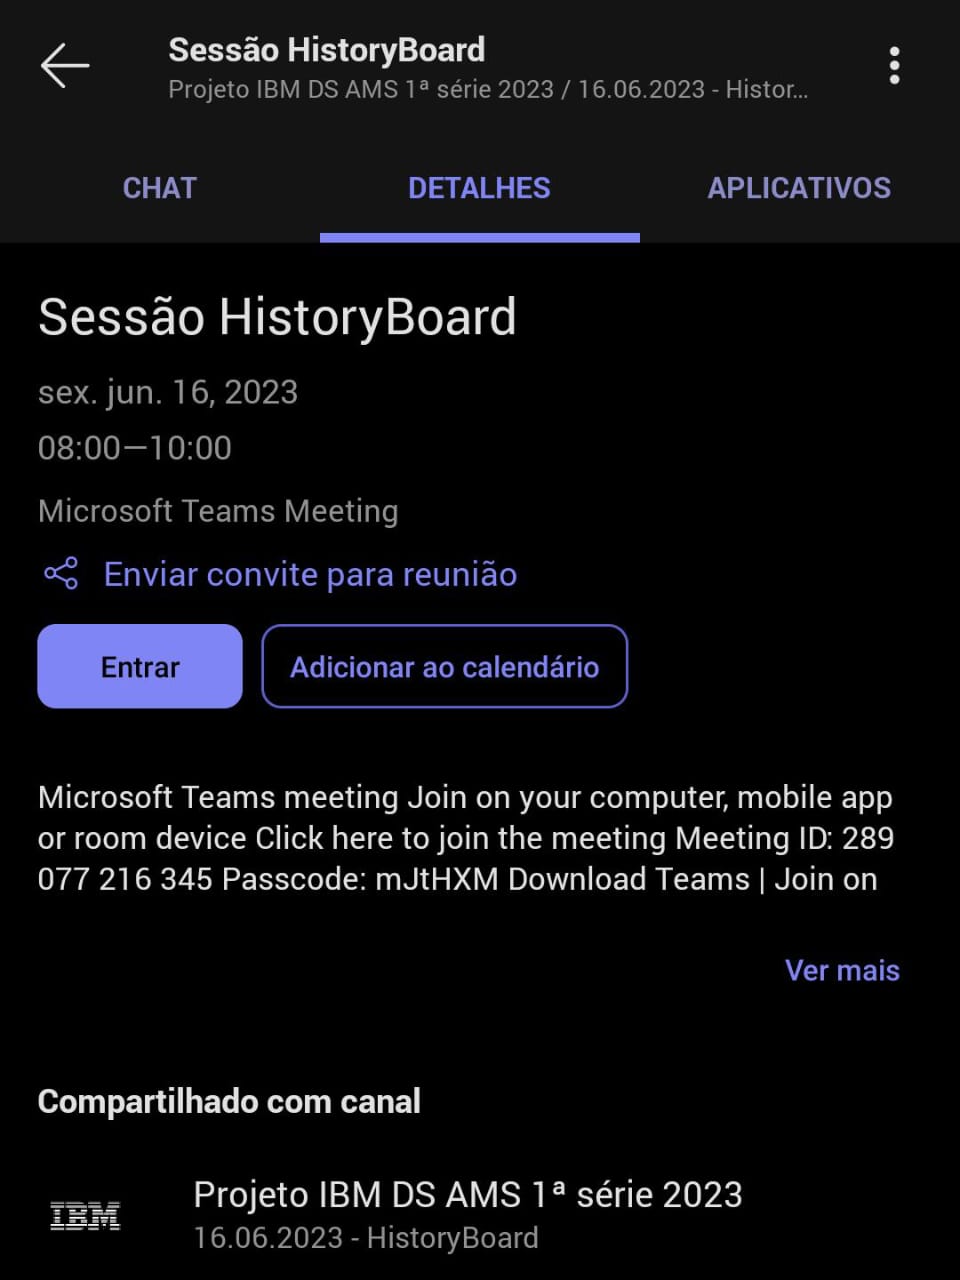 Sessão HistoryBoard
Projeto IBM DS AMS 1ª série 2023 / 16.06.2023 - Histor...
CHAT
DETALHES
APLICATIVOS
Sessão HistoryBoard
sex. jun. 16, 2023
08:00—10:00
Microsoft Teams Meeting
Enviar convite para reunião
Entrar
Adicionar ao calendário
Microsoft Teams meeting Join on your computer, mobile app
or room device Click here to join the meeting Meeting ID: 289
077 216 345 Passcode: mJtHXM Download Teams | Join on
Ver mais
Compartilhado com canal
IBM
Projeto IBM DS AMS 1ª série 2023
16.06.2023 - HistoryBoard